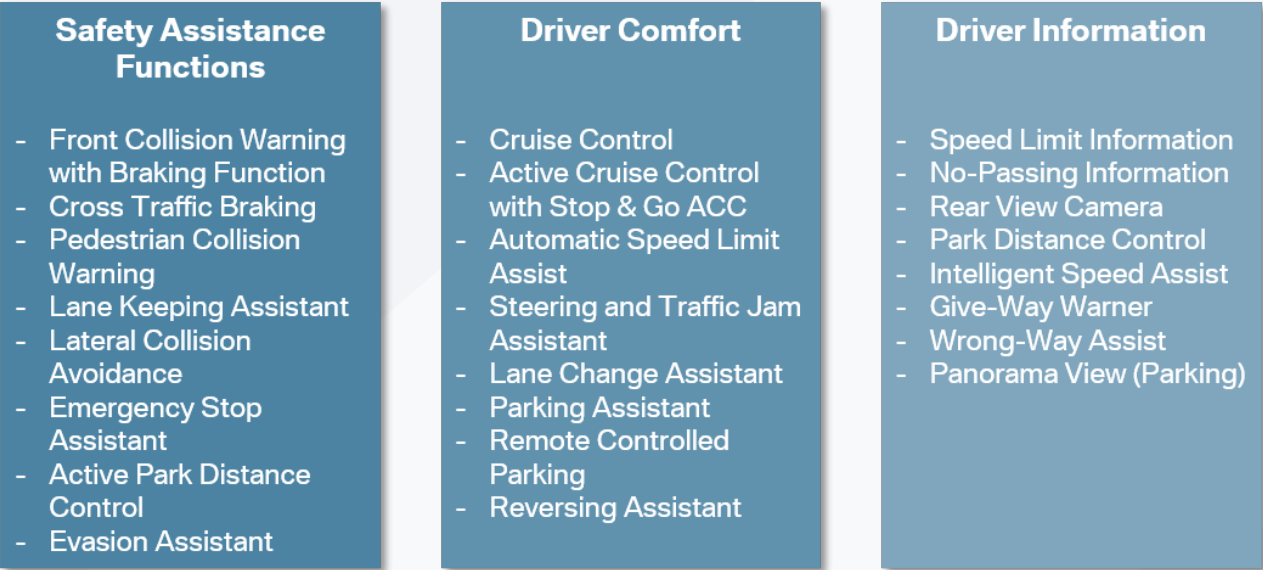 Safety Assistance
Functions
- Front Collision Warning
with Braking Function
- Cross Traffic Braking
- Pedestrian Collision
Warning
- Lane Keeping Assistant
- Lateral Collision
Avoidance
- Emergency Stop
Assistant
- Active Park Distance
Control
- Evasion Assistant
Driver Comfort
- Cruise Control
- Active Cruise Control
with Stop & Go ACC
- Automatic Speed Limit
Assist
- Steering and Traffic Jam
Assistant
- Lane Change Assistant
- Parking Assistant
- Remote Controlled
Parking
- Reversing Assistant
Driver Information
- Speed Limit Information
- No-Passing Information
- Rear View Camera
- Park Distance Control
- Intelligent Speed Assist
- Give-Way Warner
- Wrong-Way Assist
- Panorama View (Parking)